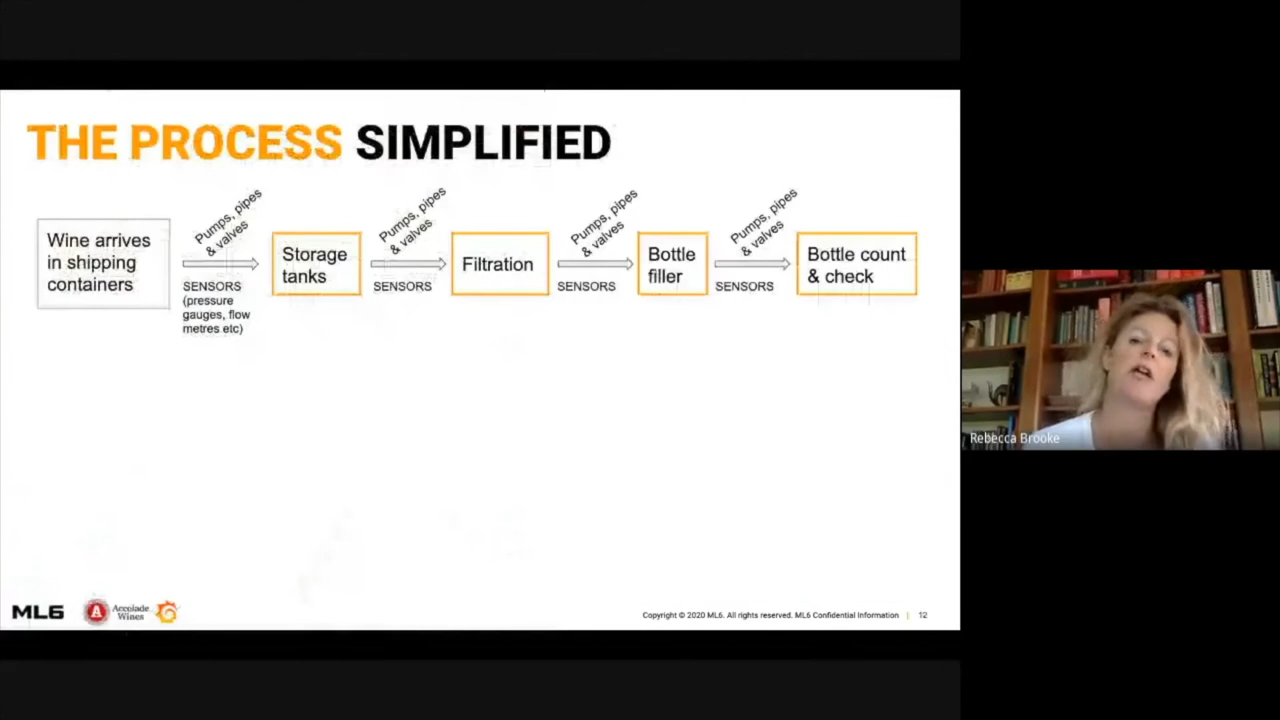 THE PROCESS SIMPLIFIED
Wine arrives
in shipping
containers
Pumps, pipes
& valves
SENSORS
(pressure
gauges, flow
metres etc)
Storage
tanks
Pumps, pipes
& valves
SENSORS
Filtration
Pumps, pipes
& valves
SENSORS
Bottle
filler
Pumps, pipes
& valves
SENSORS
Bottle count
& check
Rebecca Brooke
ML6
A
Accolade
Wines
Copyright © 2020 ML6. All rights reserved. ML6 Confidential Information | 12